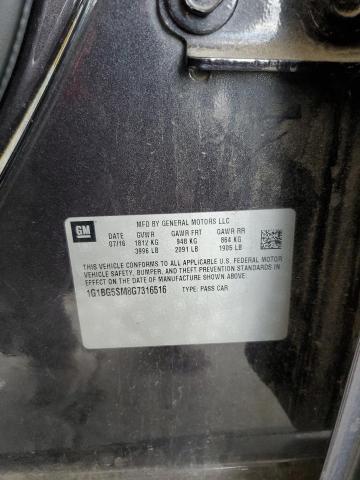 MFD BY GENERAL MOTORS LLC
GM
DATE GVWR GAWR FRT GAWR RR
07/16 1812 KG 948 KG 864 KG
3996 LB 2091 LB 1905 LB
THIS VEHICLE CONFORMS TO ALL APPLICABLE U.S. FEDERAL MOTOR
VEHICLE SAFETY, BUMPER, AND THEFT PREVENTION STANDARDS IN
EFFECT ON THE DATE OF MANUFACTURE SHOWN ABOVE.
1G1BG5SM8G7316516 TYPE: PASS CAR